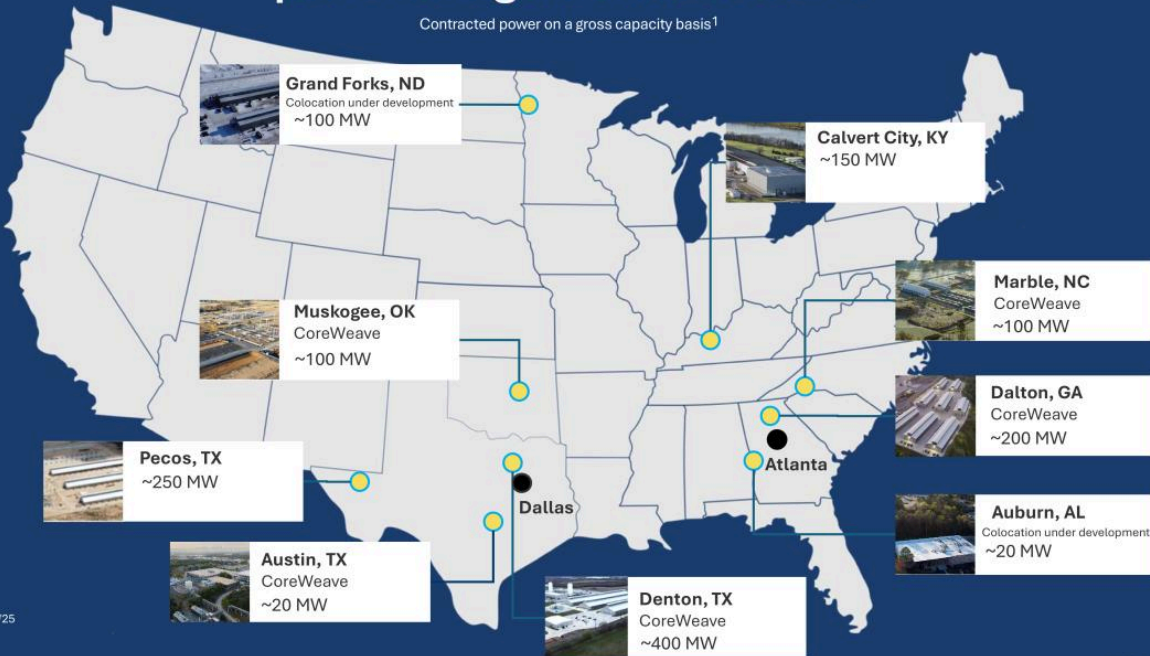 Contracted power on a gross capacity basis1
Grand Forks, ND
Colocation under development
~100 MW
Calvert City, KY
~150 MW
Marble, NC
CoreWeave
~100 MW
Muskogee, OK
CoreWeave
~100 MW
Dalton, GA
CoreWeave
~200 MW
Pecos, TX
~250 MW
Atlanta
Dallas
Auburn, AL
Colocation under development
~20 MW
Austin, TX
CoreWeave
~20 MW
Denton, TX
CoreWeave
~400 MW
/25